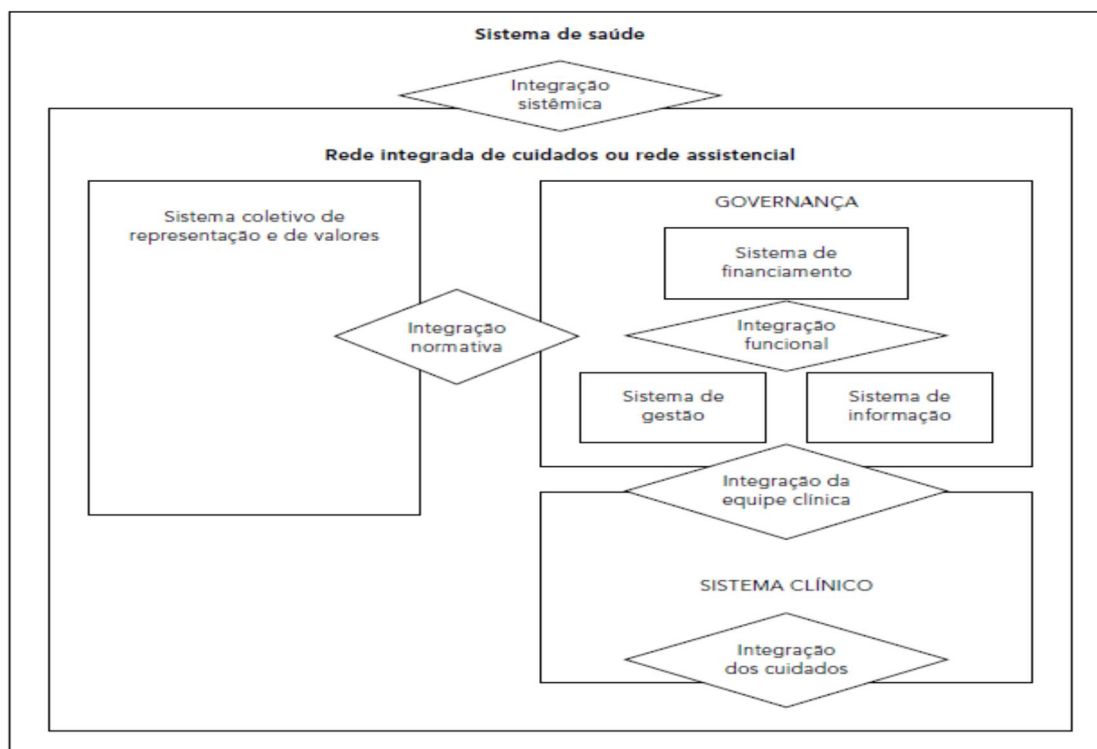 Sistema de saúde
Integração
sistêmica
Rede integrada de cuidados ou rede assistencial
Sistema coletivo de
representação e de valores
Integração
normativa
GOVERNANÇA
Sistema de
financiamento
Integração
funcional
Sistema de
gestão
Sistema de
informação
Integração da
equipe clínica
SISTEMA CLÍNICO
Integração
dos cuidados